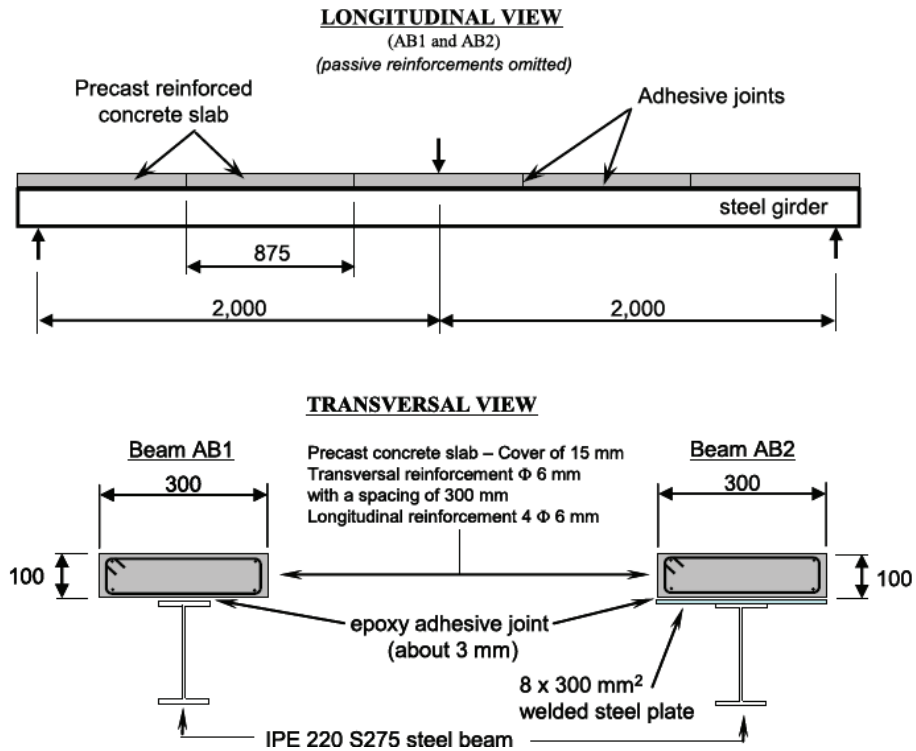 LONGITUDINAL VIEW
(AB1 and AB2)
(passive reinforcements omitted)
Precast reinforced
concrete slab
Adhesive joints
steel girder
875
2,000
2,000
TRANSVERSAL VIEW
Beam AB1
300
100
Precast concrete slab – Cover of 15 mm
Transversal reinforcement Φ 6 mm
with a spacing of 300 mm
Longitudinal reinforcement 4 Φ 6 mm
Beam AB2
300
100
epoxy adhesive joint
(about 3 mm)
8 x 300 mm²
welded steel plate
IPE 220 S275 steel beam